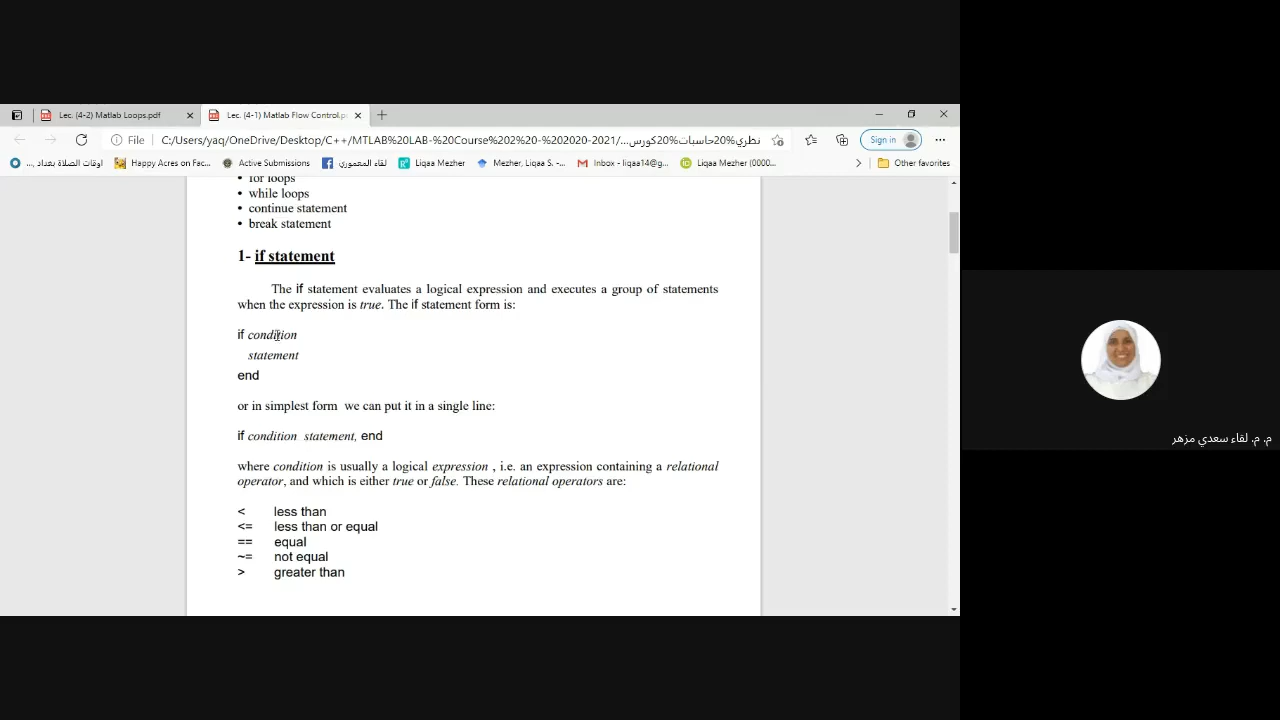 Lec. (4-2) Matlab Loops.pdf
Lec. (4-1) Matlab Flow Control.p
File
C:/Users/yaq/OneDrive/Desktop/C++/MTLAB%20LAB-%20Course%202%20-%202020-2021/...نظري%20حاسبات%20كورس
Sign in
اوقات الصلاة بغداد, ...
Happy Acres on Fac...
Active Submissions
لقاء المعموري
Liqaa Mezher
Mezher, Liqaa S. -...
Inbox - liqaa14@g...
Liqaa Mezher (0000...
Other favorites
• for loops
• while loops
• continue statement
• break statement
1- if statement
The if statement evaluates a logical expression and executes a group of statements
when the expression is true. The if statement form is:
if condition
statement
end
or in simplest form we can put it in a single line:
if condition statement, end
where condition is usually a logical expression , i.e. an expression containing a relational
operator, and which is either true or false. These relational operators are:
< less than
<= less than or equal
== equal
~= not equal
> greater than
م. م. لقاء سعدي مزهر